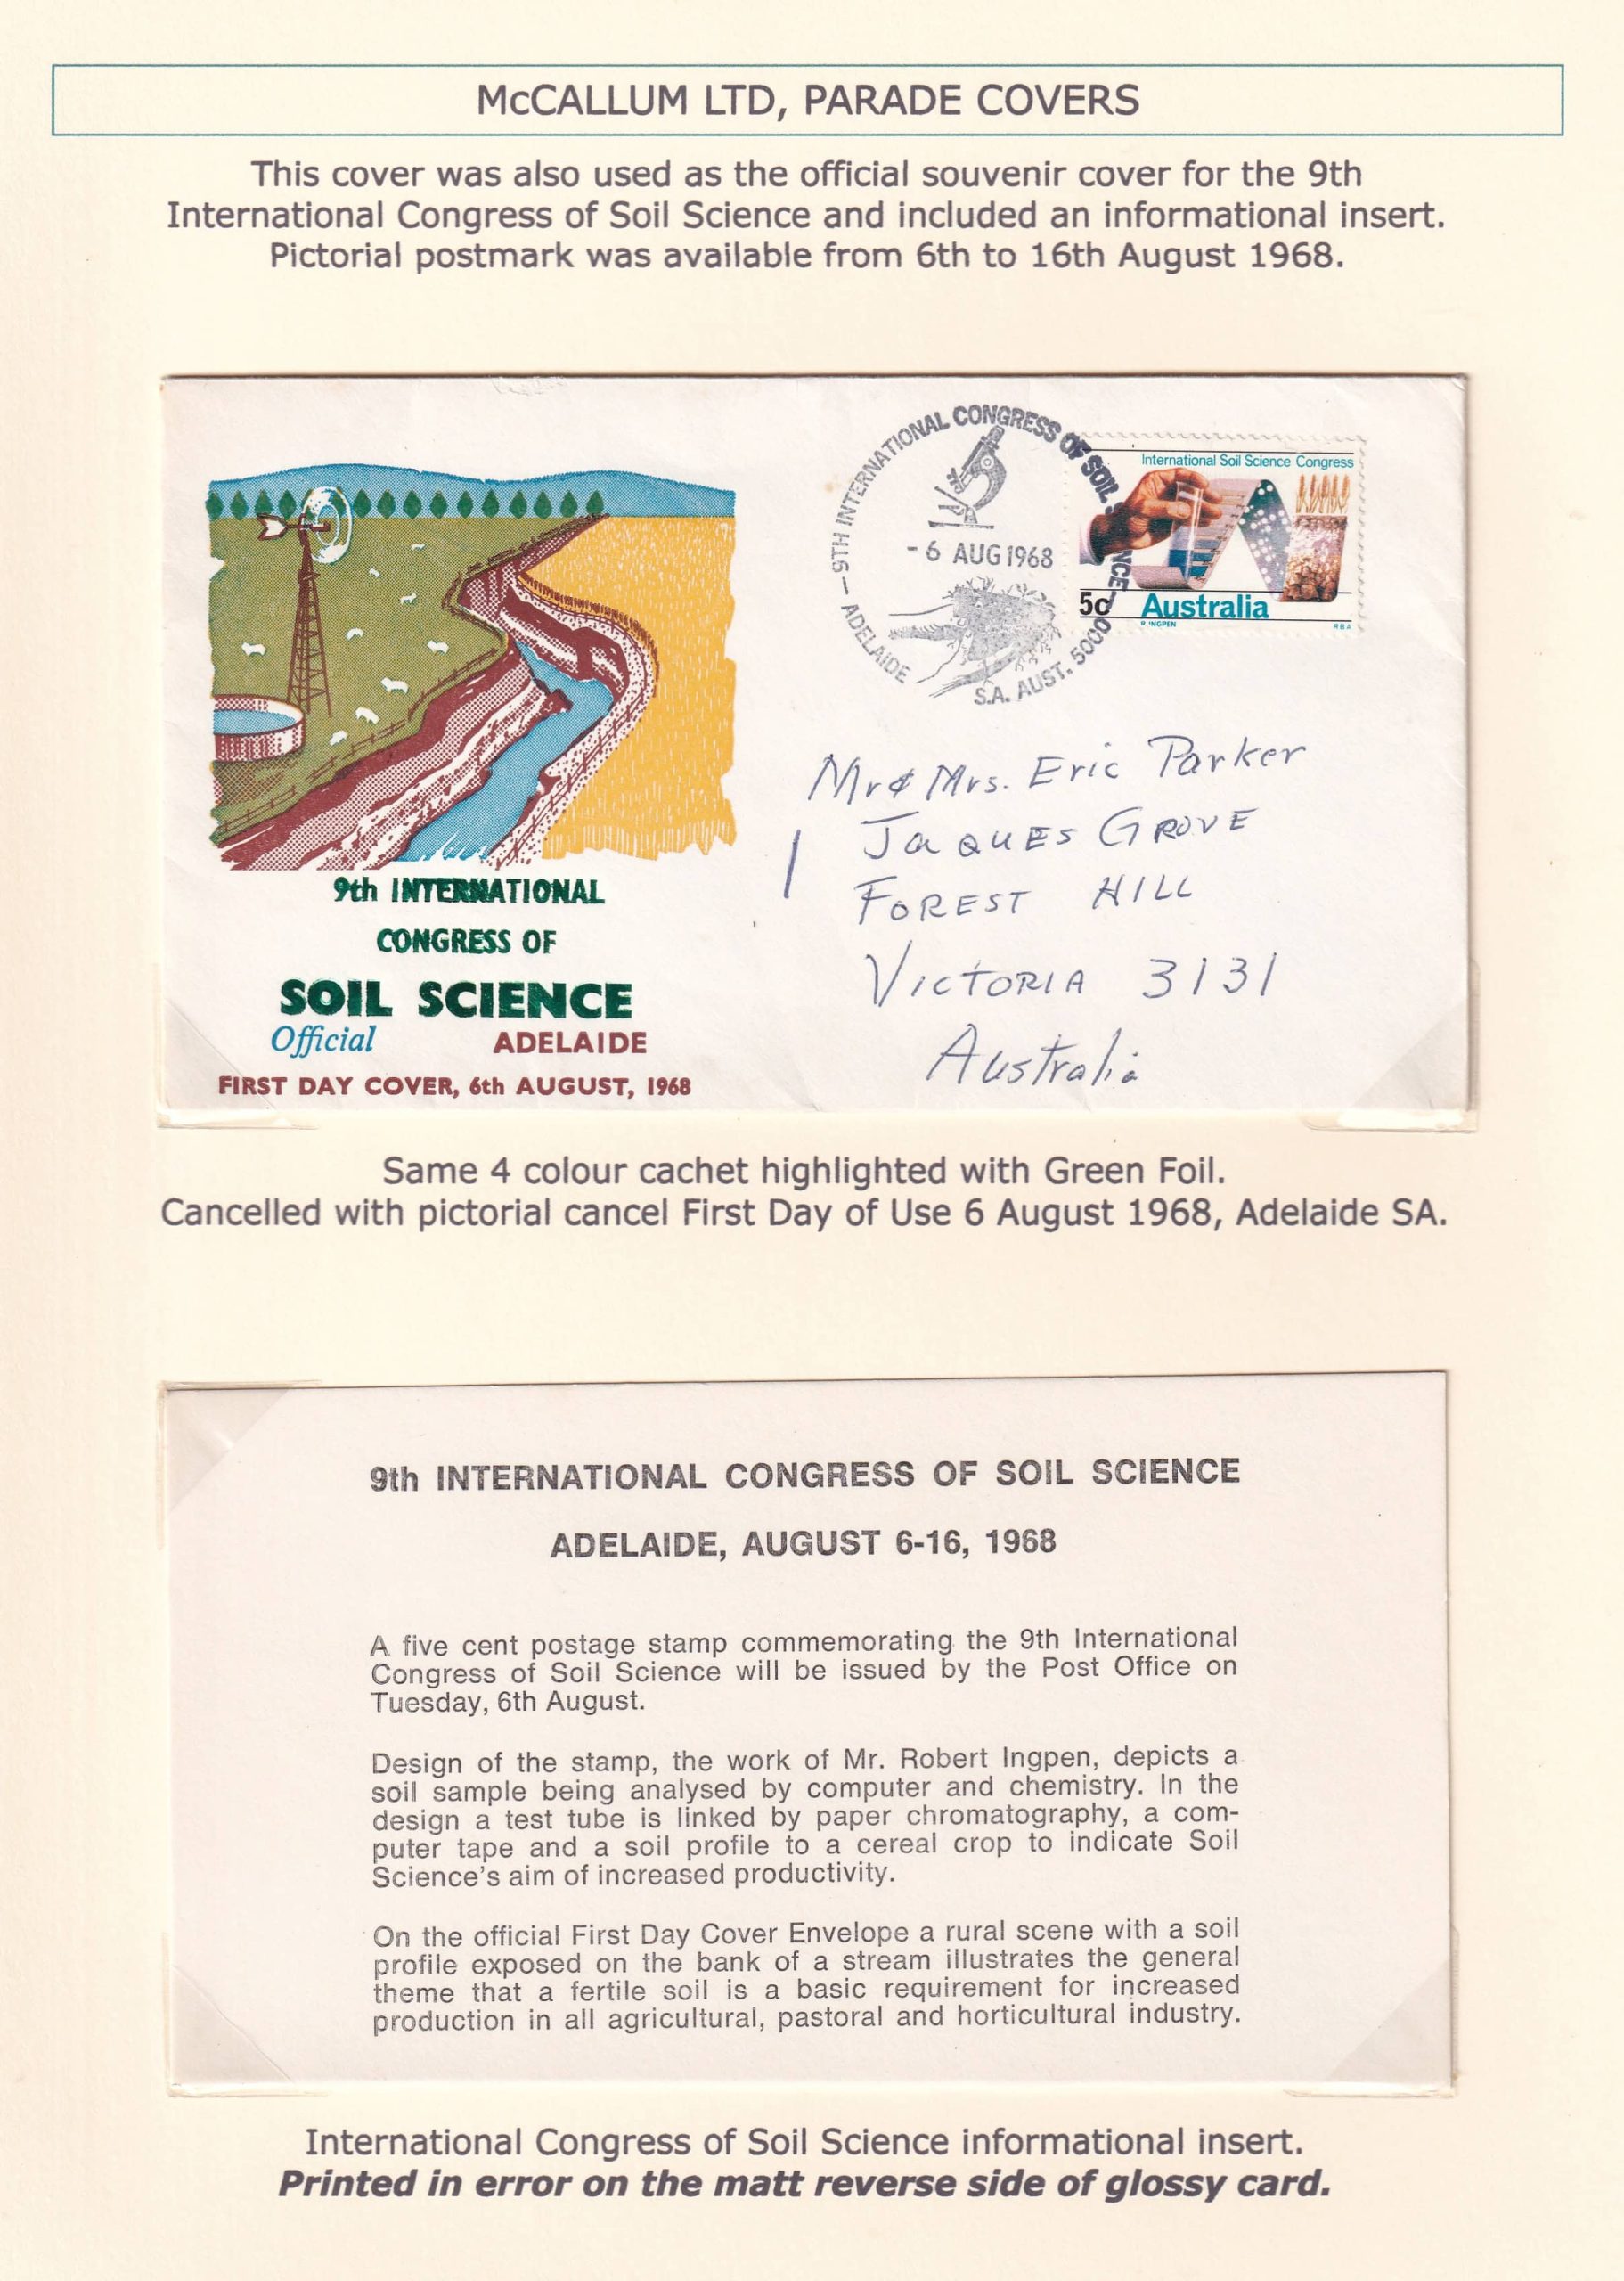 McCALLUM LTD, PARADE COVERS
This cover was also used as the official souvenir cover for the 9th
International Congress of Soil Science and included an informational insert.
Pictorial postmark was available from 6th to 16th August 1968.
9TH INTERNATIONAL CONGRESS OF SOIL
NCE —
- 6 AUG 1968
— ADELAIDE
S.A. AUST. 5000
International Soil Science Congress
5c Australia
R INGPEN
RBA
Mr & Mrs. Eric Parker
1 Jaques Grove
Forest Hill
Victoria 3131
Australia
9th INTERNATIONAL
CONGRESS OF
SOIL SCIENCE
Official ADELAIDE
FIRST DAY COVER, 6th AUGUST, 1968
Same 4 colour cachet highlighted with Green Foil.
Cancelled with pictorial cancel First Day of Use 6 August 1968, Adelaide SA.
9th INTERNATIONAL CONGRESS OF SOIL SCIENCE
ADELAIDE, AUGUST 6-16, 1968
A five cent postage stamp commemorating the 9th International
Congress of Soil Science will be issued by the Post Office on
Tuesday, 6th August.
Design of the stamp, the work of Mr. Robert Ingpen, depicts a
soil sample being analysed by computer and chemistry. In the
design a test tube is linked by paper chromatography, a com-
puter tape and a soil profile to a cereal crop to indicate Soil
Science's aim of increased productivity.
On the official First Day Cover Envelope a rural scene with a soil
profile exposed on the bank of a stream illustrates the general
theme that a fertile soil is a basic requirement for increased
production in all agricultural, pastoral and horticultural industry.
International Congress of Soil Science informational insert.
Printed in error on the matt reverse side of glossy card.